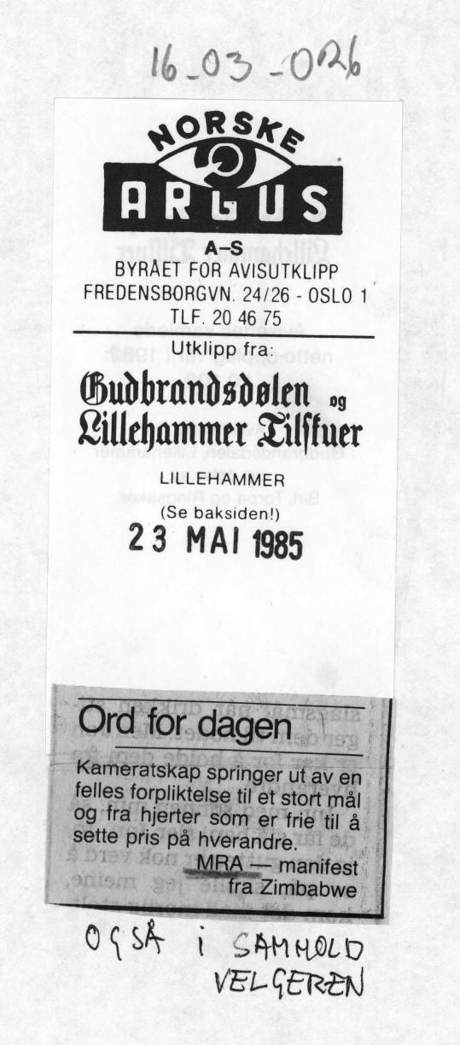 16-03-026
NORSKE
ARGUS
A–S
BYRÅET FOR AVISUTKLIPP
FREDENSBORGVN. 24/26 - OSLO 1
TLF. 20 46 75
Utklipp fra:
Gudbrandsdølen og
Lillehammer Tilskuer
LILLEHAMMER
(Se baksiden!)
23 MAI 1985
Ord for dagen
Kameratskap springer ut av en
felles forpliktelse til et stort mål
og fra hjerter som er frie til å
sette pris på hverandre.
MRA — manifest
fra Zimbabwe
OGSÅ i SAMHOLD
VELGEREN